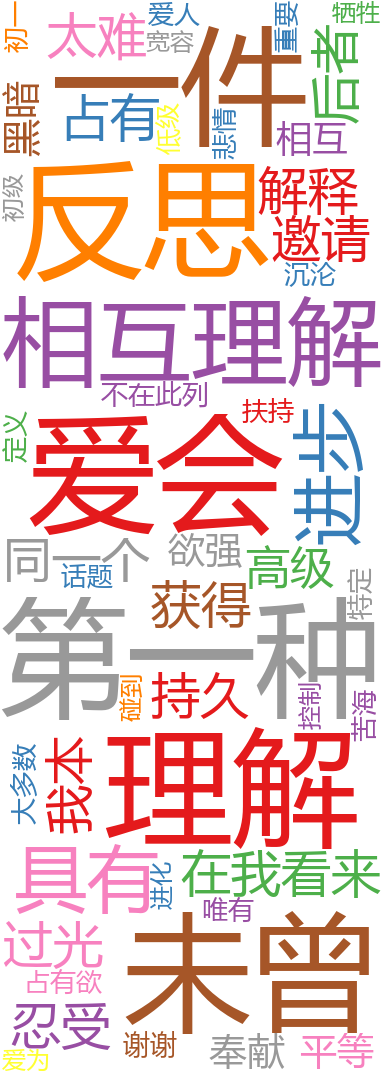 初一
太难
爱人
宽容
重要
牺牲
一件
后者
黑暗
占有
低级
悲情
相互
初级
反思
解释
邀请
沉沦
相互理解
不在此列
扶持
定义
爱会
进步
同一个
话题
欲强
高级
特定
获得
第一种
碰到
持久
控制
苦海
大多数
我本
理解
具有
进化
在我看来
唯有
过光
占有欲
未曾
忍受
谢谢
奉献
平等
爱为